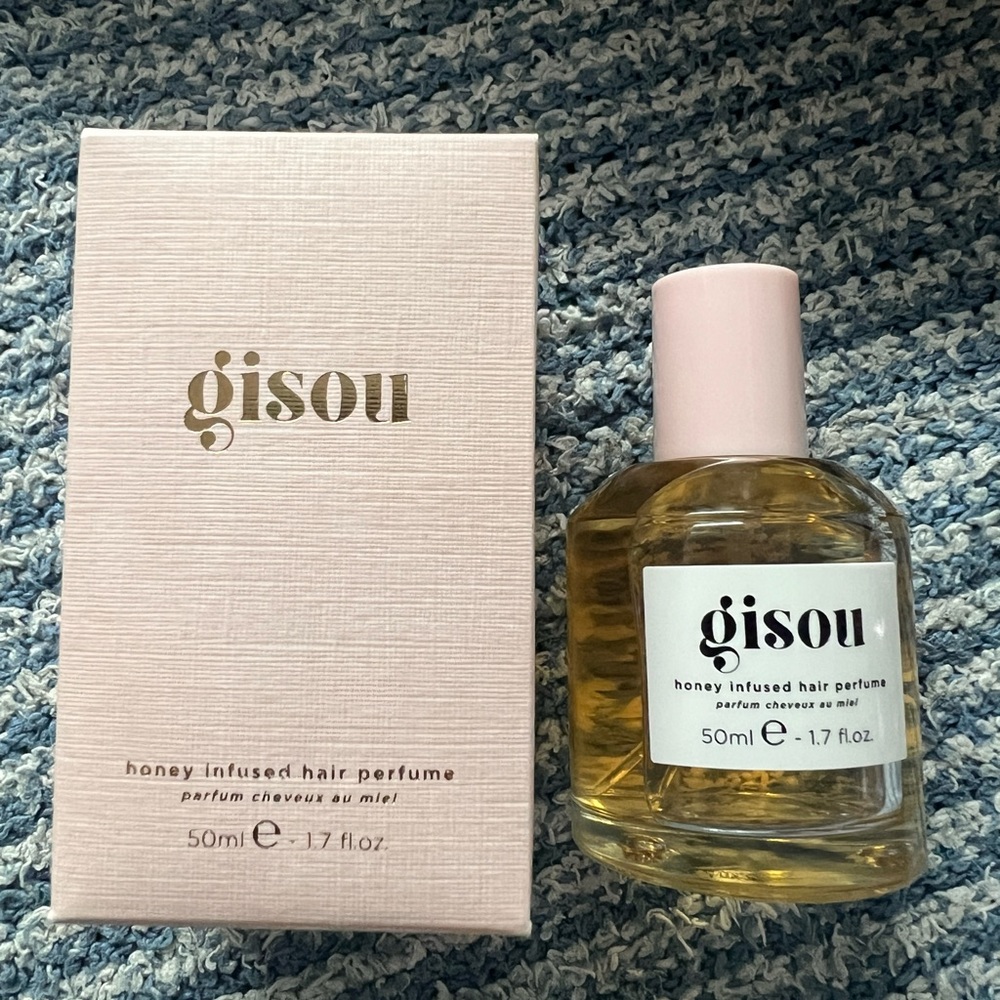 gisou
honey infused hair perfume
parfum cheveux au miel
50ml ℮ - 1.7 fl.oz.
gisou
honey infused hair perfume
parfum cheveux au miel
50ml ℮ - 1.7 fl.oz.